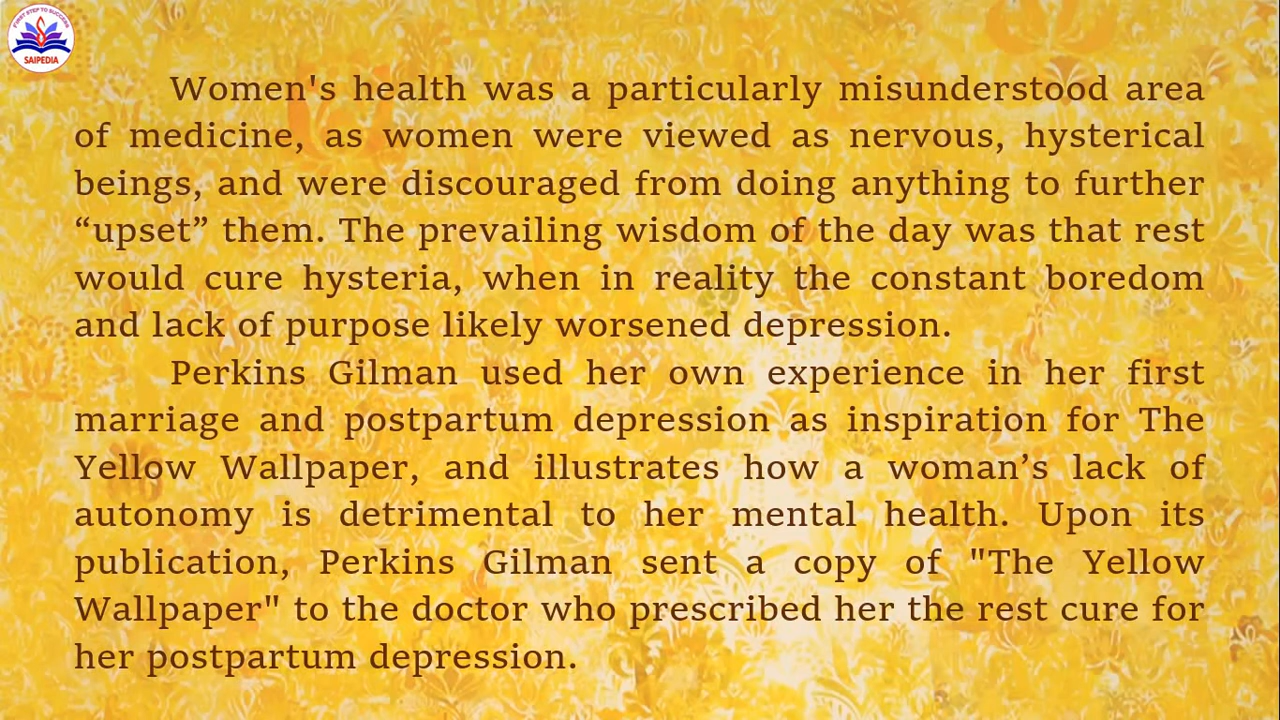 FIRST STEP TO SUCCESS
SAIPEDIA
Women's health was a particularly misunderstood area
of medicine, as women were viewed as nervous, hysterical
beings, and were discouraged from doing anything to further
“upset” them. The prevailing wisdom of the day was that rest
would cure hysteria, when in reality the constant boredom
and lack of purpose likely worsened depression.
Perkins Gilman used her own experience in her first
marriage and postpartum depression as inspiration for The
Yellow Wallpaper, and illustrates how a woman’s lack of
autonomy is detrimental to her mental health. Upon its
publication, Perkins Gilman sent a copy of "The Yellow
Wallpaper" to the doctor who prescribed her the rest cure for
her postpartum depression.